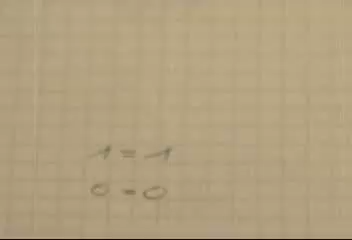 1 = 1
0 = 0